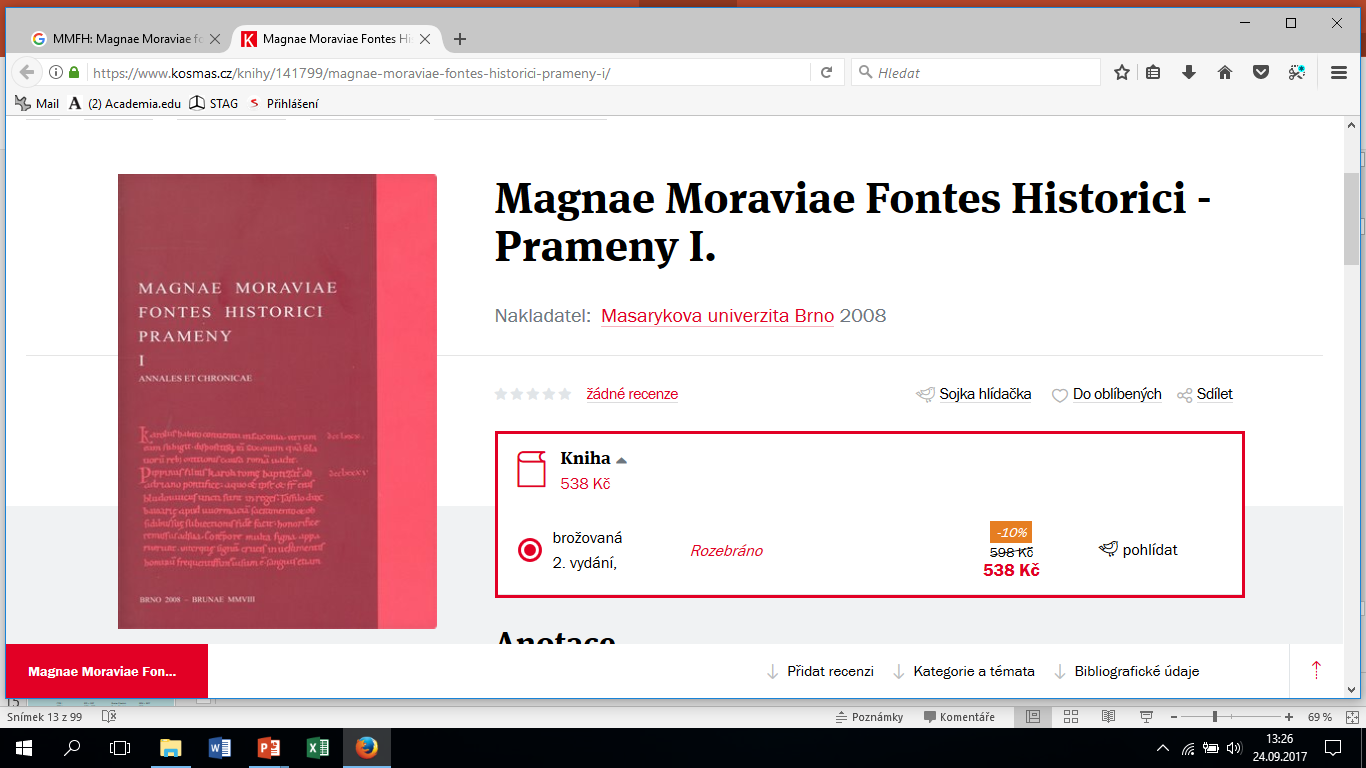 MMFH: Magnae Moraviae fo
Magnae Moraviae Fontes Hi
https://www.kosmas.cz/knihy/141799/magnae-moraviae-fontes-historici-prameny-i/
Hledat
Mail
(2) Academia.edu
STAG
Přihlášení
MAGNAE MORAVIAE
FONTES HISTORICI
PRAMENY
I
ANNALES ET CHRONICAE
BRNO 2008 – BRUNAE MMVIII
Magnae Moraviae Fontes Historici -
Prameny I.
Nakladatel: Masarykova univerzita Brno 2008
žádné recenze
Sojka hlídačka
Do oblíbených
Sdílet
Kniha
538 Kč
brožovaná
2. vydání,
Rozebráno
-10%
598 Kč
538 Kč
pohlídat
Anotace
Magnae Moraviae Fon...
Přidat recenzi
Kategorie a témata
Bibliografické údaje
15
Snímek 13 z 99
Poznámky
Komentáře
69 %
13:26
24.09.2017